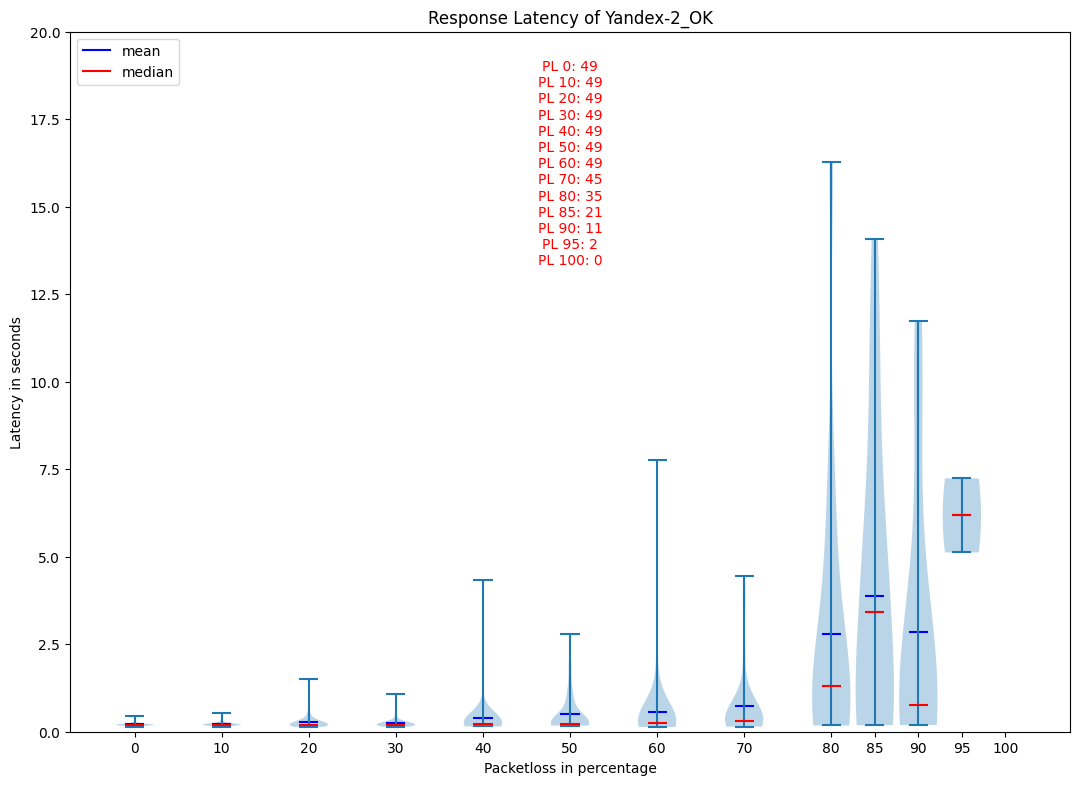 Response Latency of Yandex-2_OK
mean
median
PL 0: 49
PL 10: 49
PL 20: 49
PL 30: 49
PL 40: 49
PL 50: 49
PL 60: 49
PL 70: 45
PL 80: 35
PL 85: 21
PL 90: 11
PL 95: 2
PL 100: 0
Latency in seconds
20.0
17.5
15.0
12.5
10.0
7.5
5.0
2.5
0.0
0 10 20 30 40 50 60 70 80 85 90 95 100
Packetloss in percentage